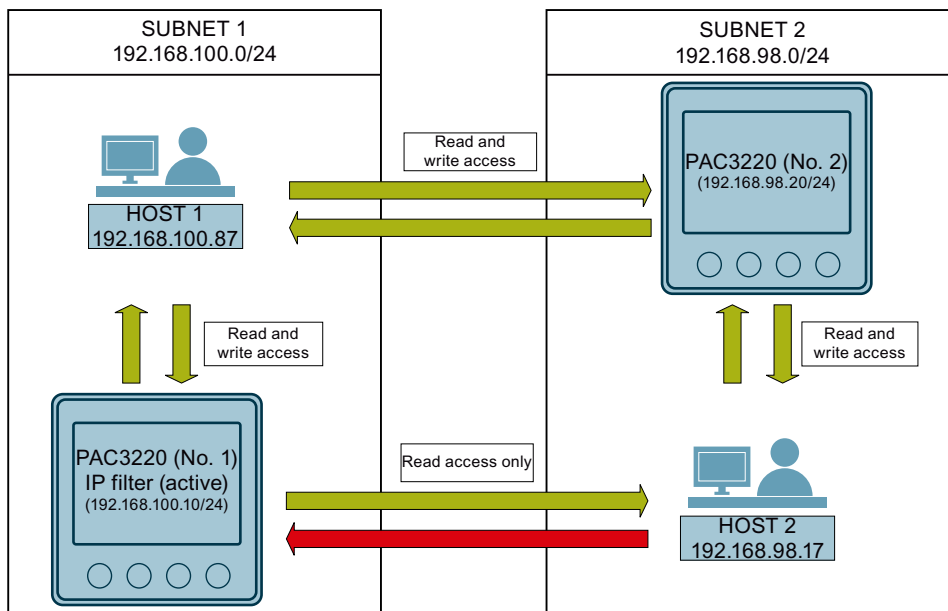 SUBNET 1
192.168.100.0/24
SUBNET 2
192.168.98.0/24
Read and
write access
PAC3220 (No. 2)
(192.168.98.20/24)
HOST 1
192.168.100.87
Read and
write access
Read and
write access
PAC3220 (No. 1)
IP filter (active)
(192.168.100.10/24)
Read access only
HOST 2
192.168.98.17